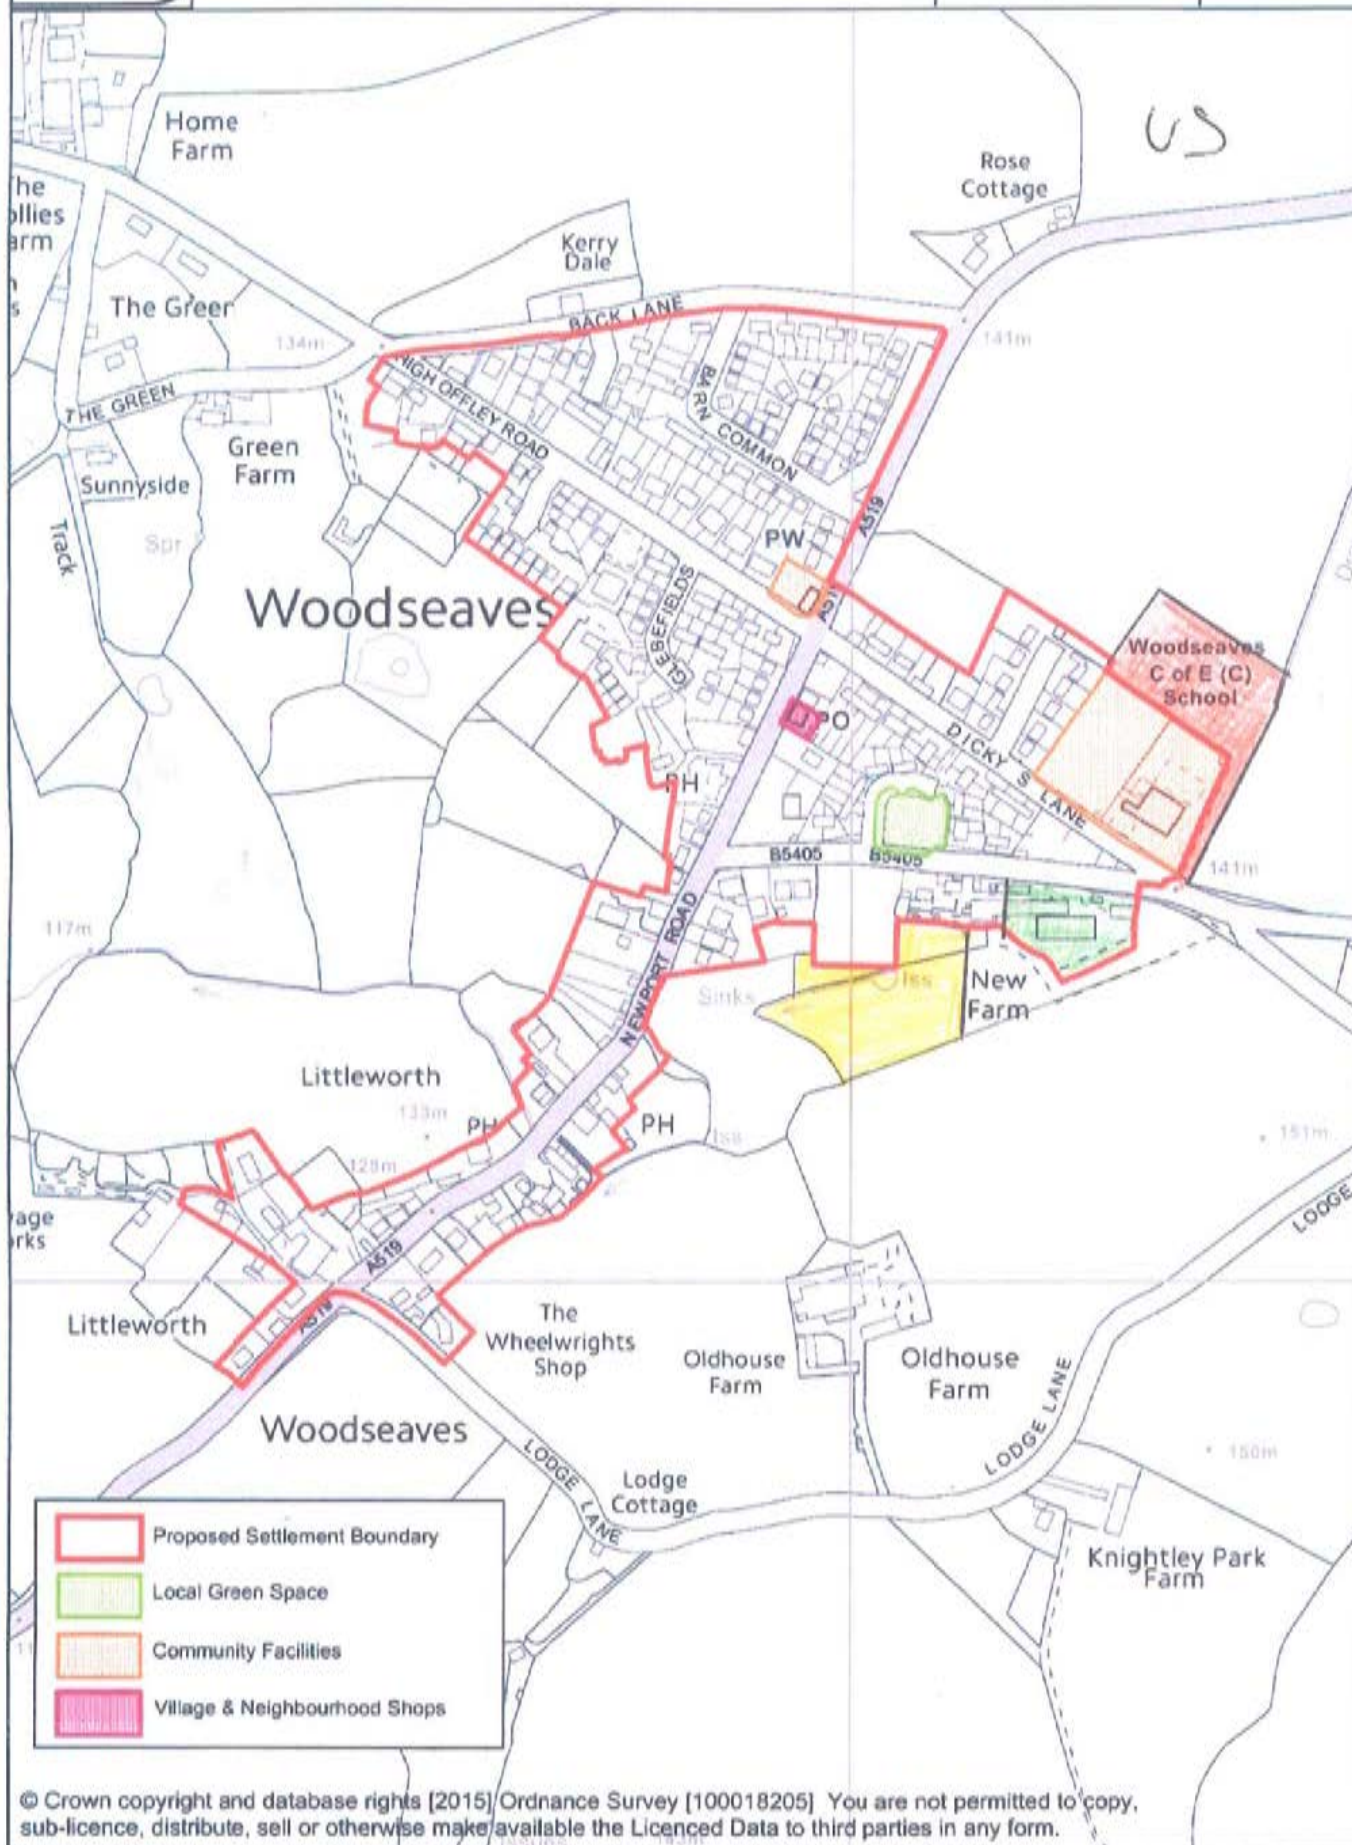 US
Home
Farm
Rose
Cottage
Kerry
Dale
The Greer
134m
BACK LANE
141m
HIGH OFFLEY ROAD
BARN COMMON
THE GREEN
Green
Farm
Sunnyside
Track
Spr
A519
PW
Woodseaves
GLEBEFIELDS
Woodseaves
C of E (C)
School
PO
DICKY S LANE
PH
B5405
B5405
141m
117m
NEWPORT ROAD
Sinks
Iss
New
Farm
Littleworth
133m
PH
PH
Iss
151m
129m
LODGE
A519
A519
Littleworth
The
Wheelwrights
Shop
Oldhouse
Farm
Oldhouse
Farm
Woodseaves
LODGE LANE
LODGE LANE
150m
Lodge
Cottage
Knightley Park
Farm
Proposed Settlement Boundary
Local Green Space
Community Facilities
Village & Neighbourhood Shops
© Crown copyright and database rights [2015] Ordnance Survey [100018205] You are not permitted to copy,
sub-licence, distribute, sell or otherwise make available the Licenced Data to third parties in any form.